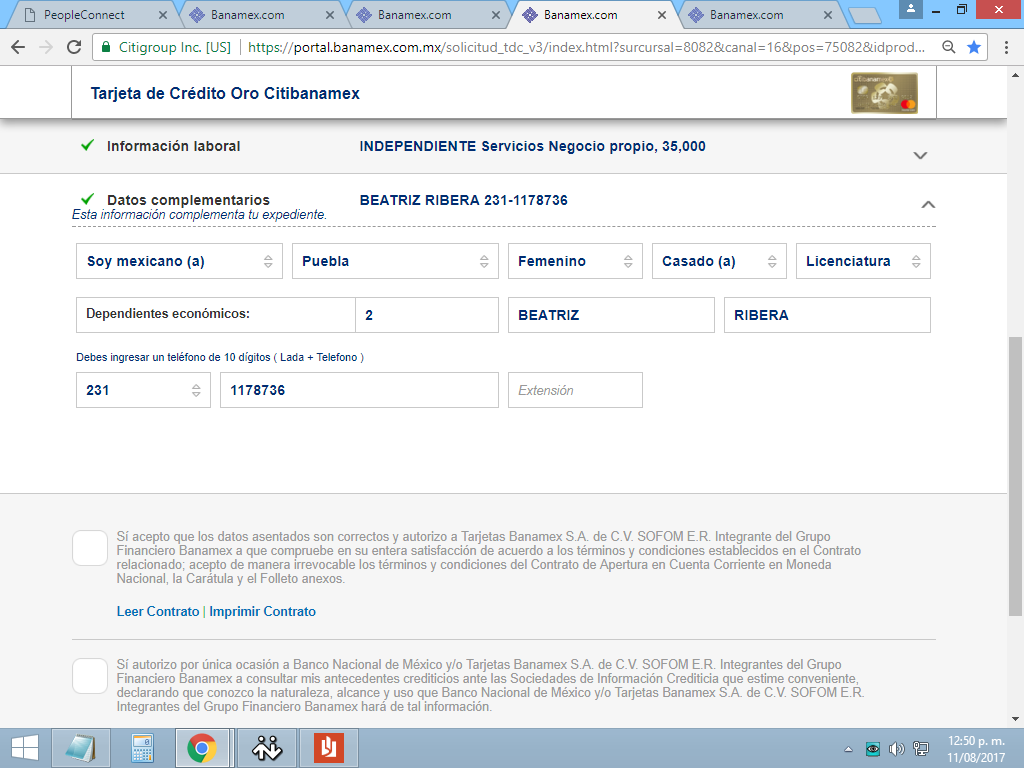 PeopleConnect
Banamex.com
Banamex.com
Banamex.com
Banamex.com
Citigroup Inc. [US] https://portal.banamex.com.mx/solicitud_tdc_v3/index.html?surcursal=8082&canal=16&pos=75082&idprod...
Tarjeta de Crédito Oro Citibanamex
Información laboral INDEPENDIENTE Servicios Negocio propio, 35,000
Datos complementarios BEATRIZ RIBERA 231-1178736
Esta información complementa tu expediente.
Soy mexicano (a) Puebla Femenino Casado (a) Licenciatura
Dependientes económicos: 2 BEATRIZ RIBERA
Debes ingresar un teléfono de 10 dígitos ( Lada + Telefono )
231 1178736 Extensión
Sí acepto que los datos asentados son correctos y autorizo a Tarjetas Banamex S.A. de C.V. SOFOM E.R. Integrante del Grupo
Financiero Banamex a que compruebe en su entera satisfacción de acuerdo a los términos y condiciones establecidos en el Contrato
relacionado; acepto de manera irrevocable los términos y condiciones del Contrato de Apertura en Cuenta Corriente en Moneda
Nacional, la Carátula y el Folleto anexos.
Leer Contrato | Imprimir Contrato
Sí autorizo por única ocasión a Banco Nacional de México y/o Tarjetas Banamex S.A. de C.V. SOFOM E.R. Integrantes del Grupo
Financiero Banamex a consultar mis antecedentes crediticios ante las Sociedades de Información Crediticia que estime conveniente,
declarando que conozco la naturaleza, alcance y uso que Banco Nacional de México y/o Tarjetas Banamex S.A. de C.V. SOFOM E.R.
Integrantes del Grupo Financiero Banamex hará de tal información.
12:50 p. m.
11/08/2017